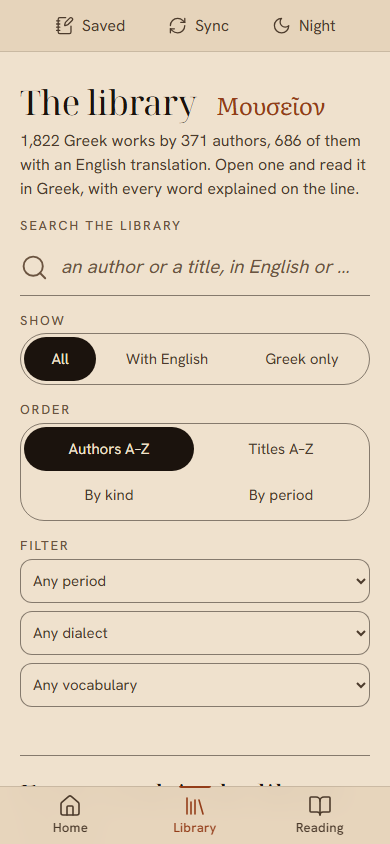 Saved
Sync
Night
The library Μουσεῖον
1,822 Greek works by 371 authors, 686 of them
with an English translation. Open one and read it
in Greek, with every word explained on the line.
SEARCH THE LIBRARY
an author or a title, in English or ...
SHOW
All
With English
Greek only
ORDER
Authors A–Z
Titles A–Z
By kind
By period
FILTER
Any period
Any dialect
Any vocabulary
Home
Library
Reading